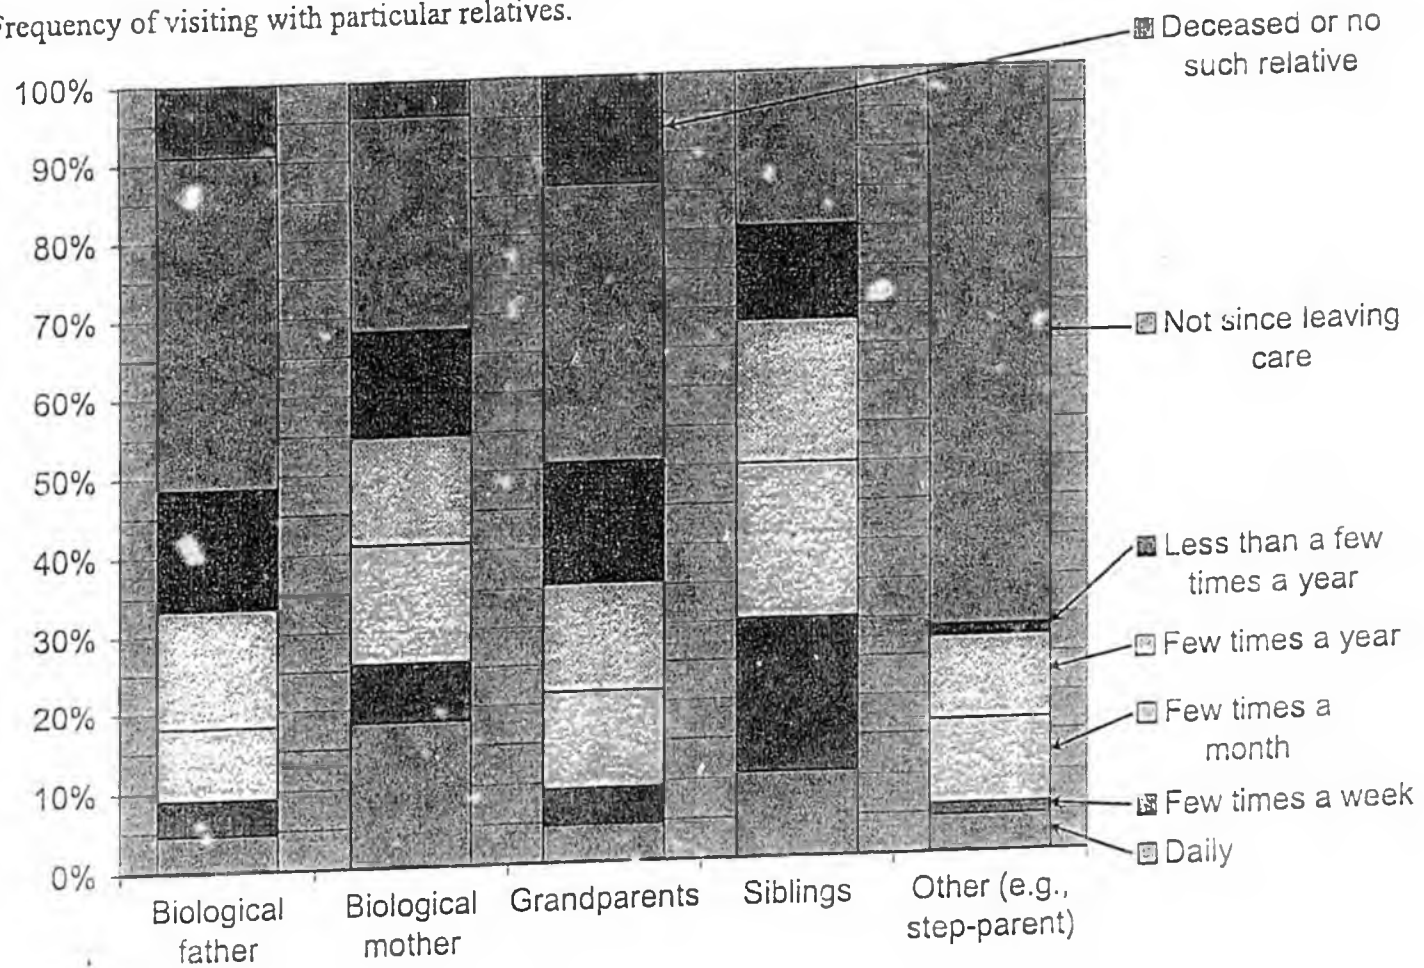 Frequency of visiting with particular relatives.
100%
90%
80%
70%
60%
50%
40%
30%
20%
10%
0%
Biological
father
Biological
mother
Grandparents
Siblings
Other (e.g.,
step-parent)
Deceased or no
such relative
Not since leaving
care
Less than a few
times a year
Few times a year
Few times a
month
Few times a week
Daily